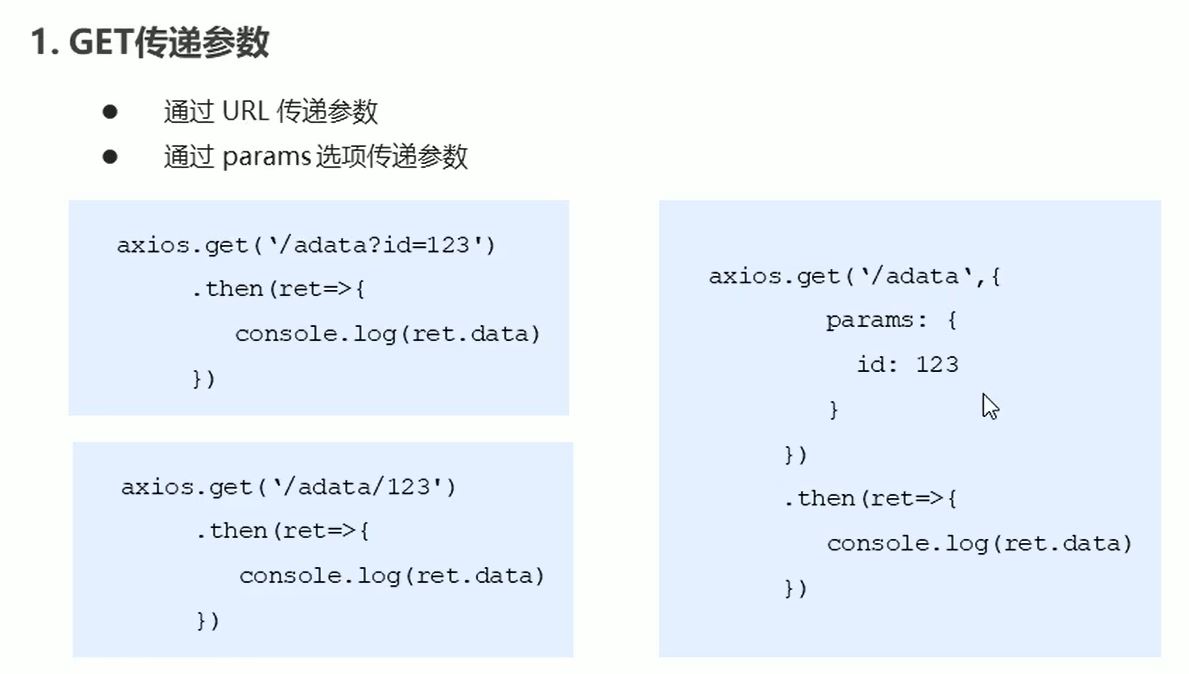 1. GET传递参数
● 通过 URL 传递参数
● 通过 params 选项传递参数
axios.get(‘/adata?id=123')
.then(ret=>{
console.log(ret.data)
})
axios.get(‘/adata/123')
.then(ret=>{
console.log(ret.data)
})
axios.get(‘/adata‘,{
params: {
id: 123
}
})
.then(ret=>{
console.log(ret.data)
})